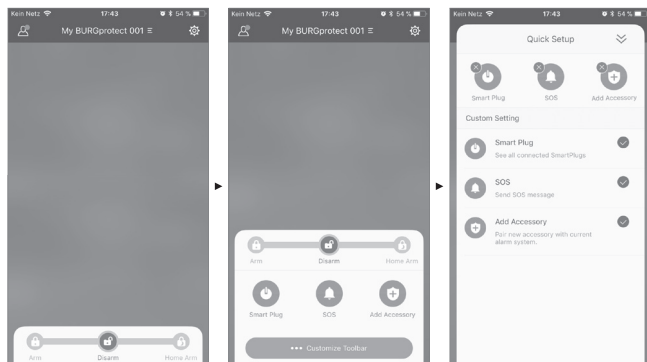 Kein Netz 17:43 54 %
My BURGprotect 001
Arm Disarm Home Arm
Kein Netz 17:43 54 %
My BURGprotect 001
Arm Disarm Home Arm
Smart Plug SOS Add Accessory
••• Customize Toolbar
Kein Netz 17:43 54 %
Quick Setup
Smart Plug SOS Add Accessory
Custom Setting
Smart Plug
See all connected SmartPlugs
SOS
Send SOS message
Add Accessory
Pair new accessory with current
alarm system.